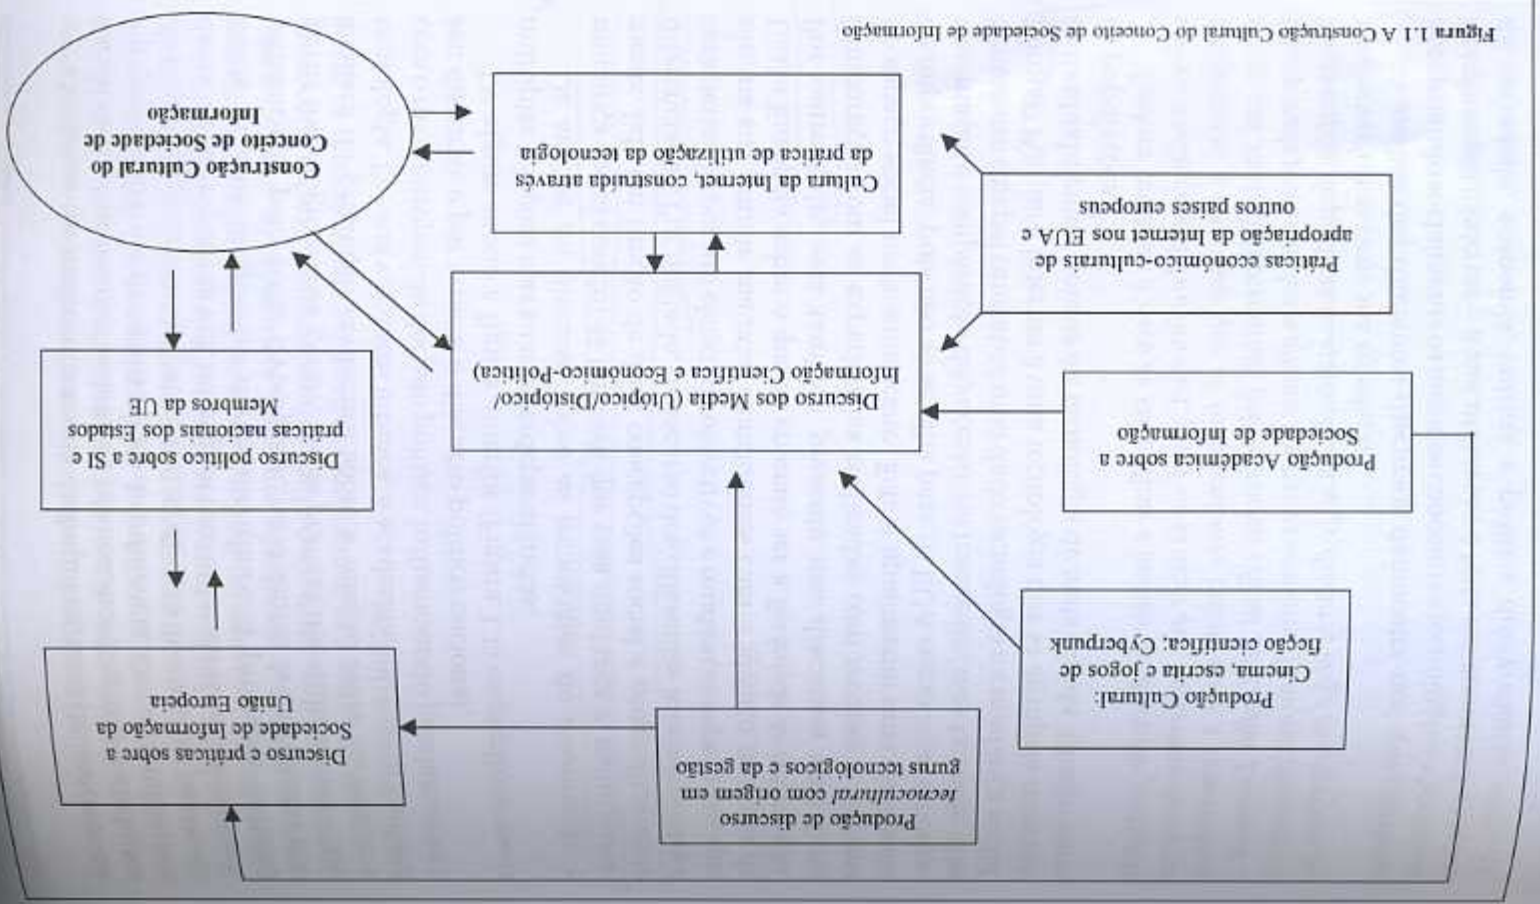 Produção de discurso
tecnocultural com origem em
gurus tecnológicos e da gestão
Produção Cultural:
Cinema, escrita e jogos de
ficção científica; Cyberpunk
Discurso e práticas sobre a
Sociedade de Informação da
União Europeia
Produção Académica sobre a
Sociedade de Informação
Discurso dos Media (Utópico/Distópico/
Informação Científica e Económico-Política)
Discurso político sobre a SI e
práticas nacionais dos Estados
Membros da UE
Práticas económico-culturais de
apropriação da Internet nos EUA e
outros países europeus
Cultura da Internet, construída através
da prática de utilização da tecnologia
Construção Cultural do
Conceito de Sociedade de
Informação
Figura 1.1 A Construção Cultural do Conceito de Sociedade de Informação